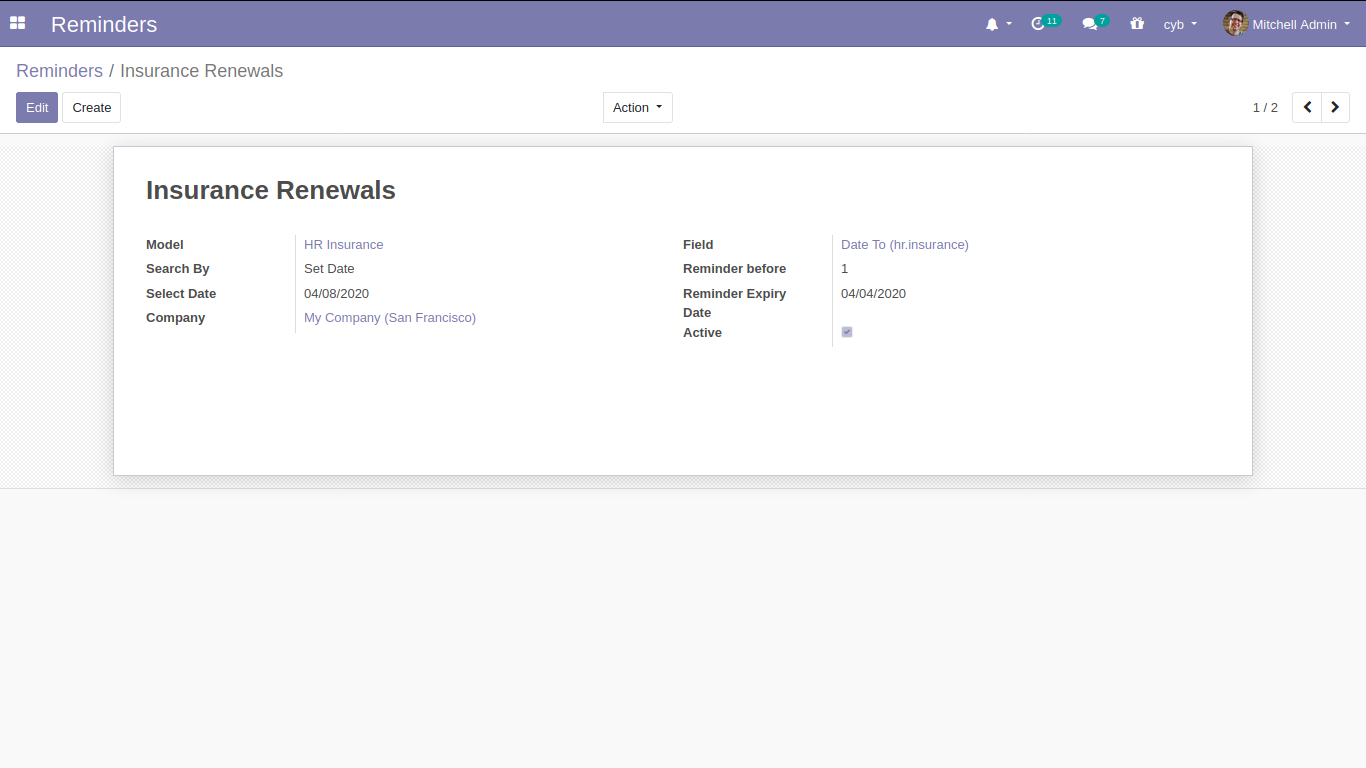 Reminders
11
7
cyb
Mitchell Admin
Reminders / Insurance Renewals
Edit
Create
Action
1 / 2
Insurance Renewals
Model
HR Insurance
Search By
Set Date
Select Date
04/08/2020
Company
My Company (San Francisco)
Field
Date To (hr.insurance)
Reminder before
1
Reminder Expiry
Date
04/04/2020
Active